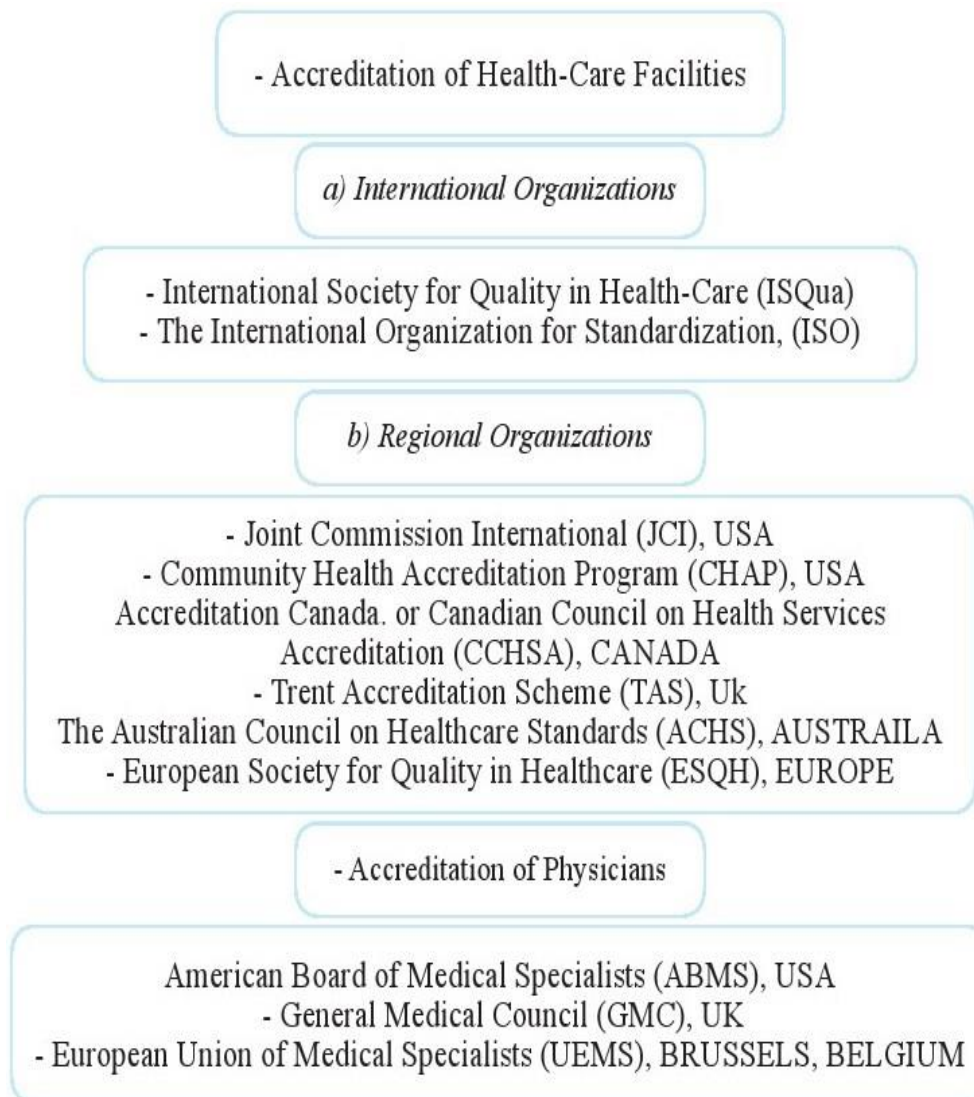 - Accreditation of Health-Care Facilities
a) International Organizations
- International Society for Quality in Health-Care (ISQua)
- The International Organization for Standardization, (ISO)
b) Regional Organizations
- Joint Commission International (JCI), USA
- Community Health Accreditation Program (CHAP), USA
Accreditation Canada. or Canadian Council on Health Services
Accreditation (CCHSA), CANADA
- Trent Accreditation Scheme (TAS), Uk
The Australian Council on Healthcare Standards (ACHS), AUSTRAILA
- European Society for Quality in Healthcare (ESQH), EUROPE
- Accreditation of Physicians
American Board of Medical Specialists (ABMS), USA
- General Medical Council (GMC), UK
- European Union of Medical Specialists (UEMS), BRUSSELS, BELGIUM